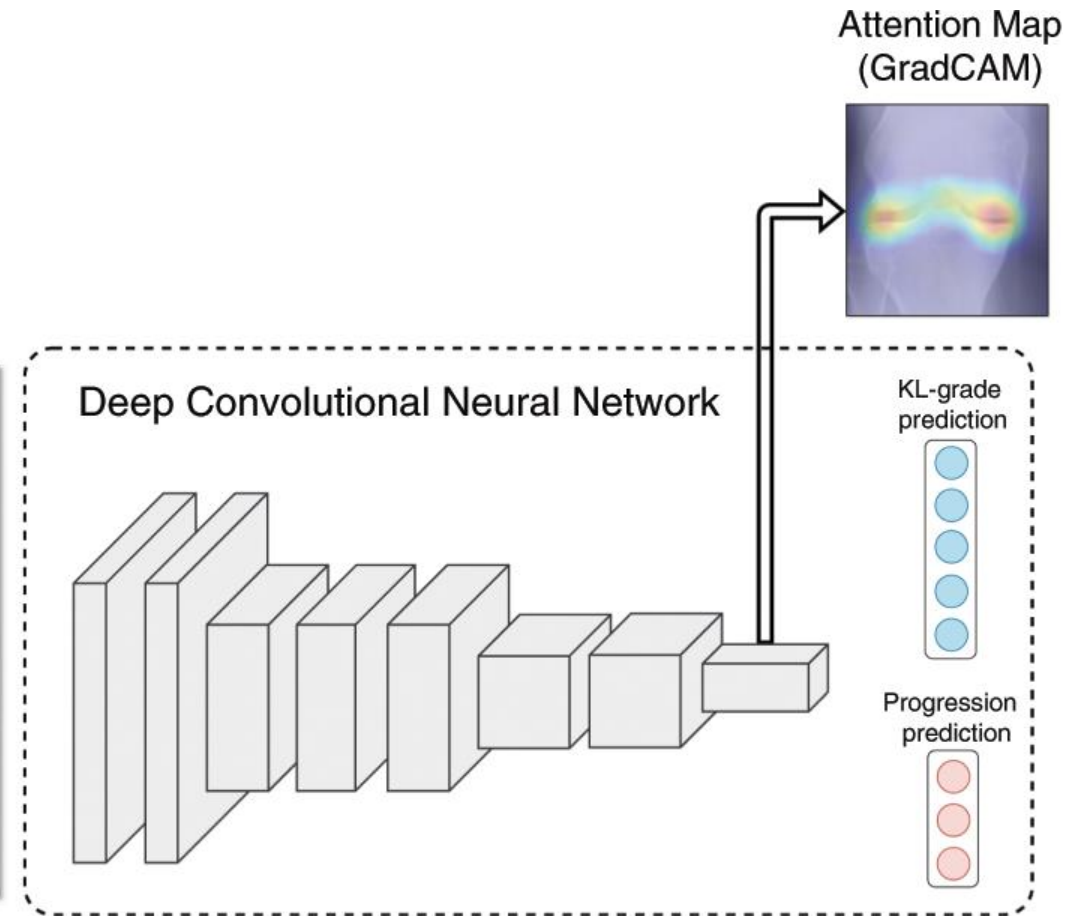 Attention Map
(GradCAM)
Deep Convolutional Neural Network
KL-grade
prediction
Progression
prediction